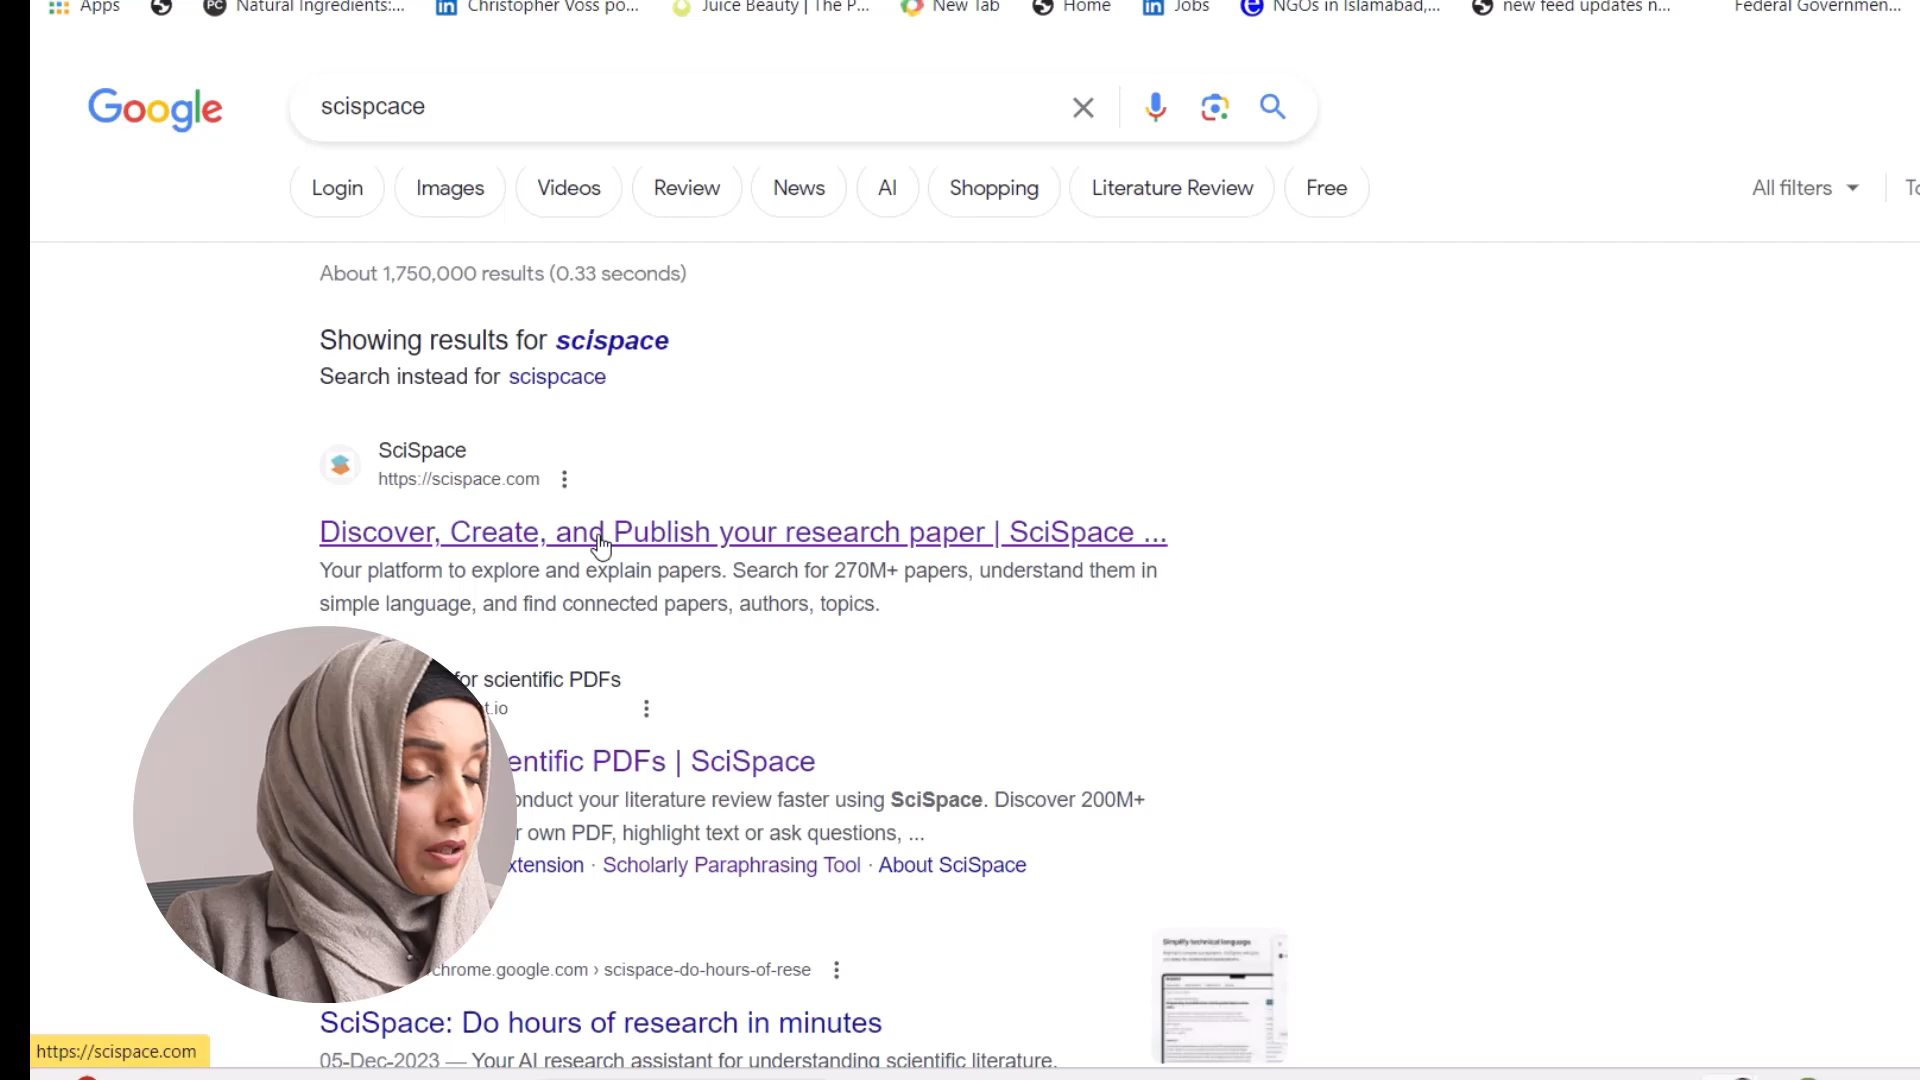 Apps
Natural Ingredients:...
Christopher Voss po...
Juice Beauty | The P...
New Tab
Home
Jobs
NGOs in Islamabad,...
new feed updates n...
Federal Governmen...
Google
scispcace
Login
Images
Videos
Review
News
AI
Shopping
Literature Review
Free
All filters
About 1,750,000 results (0.33 seconds)
Showing results for scispace
Search instead for scispcace
SciSpace
https://scispace.com
Discover, Create, and Publish your research paper | SciSpace ...
Your platform to explore and explain papers. Search for 270M+ papers, understand them in
simple language, and find connected papers, authors, topics.
for scientific PDFs
t.io
entific PDFs | SciSpace
onduct your literature review faster using SciSpace. Discover 200M+
r own PDF, highlight text or ask questions, ...
xtension · Scholarly Paraphrasing Tool · About SciSpace
chrome.google.com › scispace-do-hours-of-rese
Simplify technical language
SciSpace: Do hours of research in minutes
05-Dec-2023 — Your AI research assistant for understanding scientific literature.
https://scispace.com